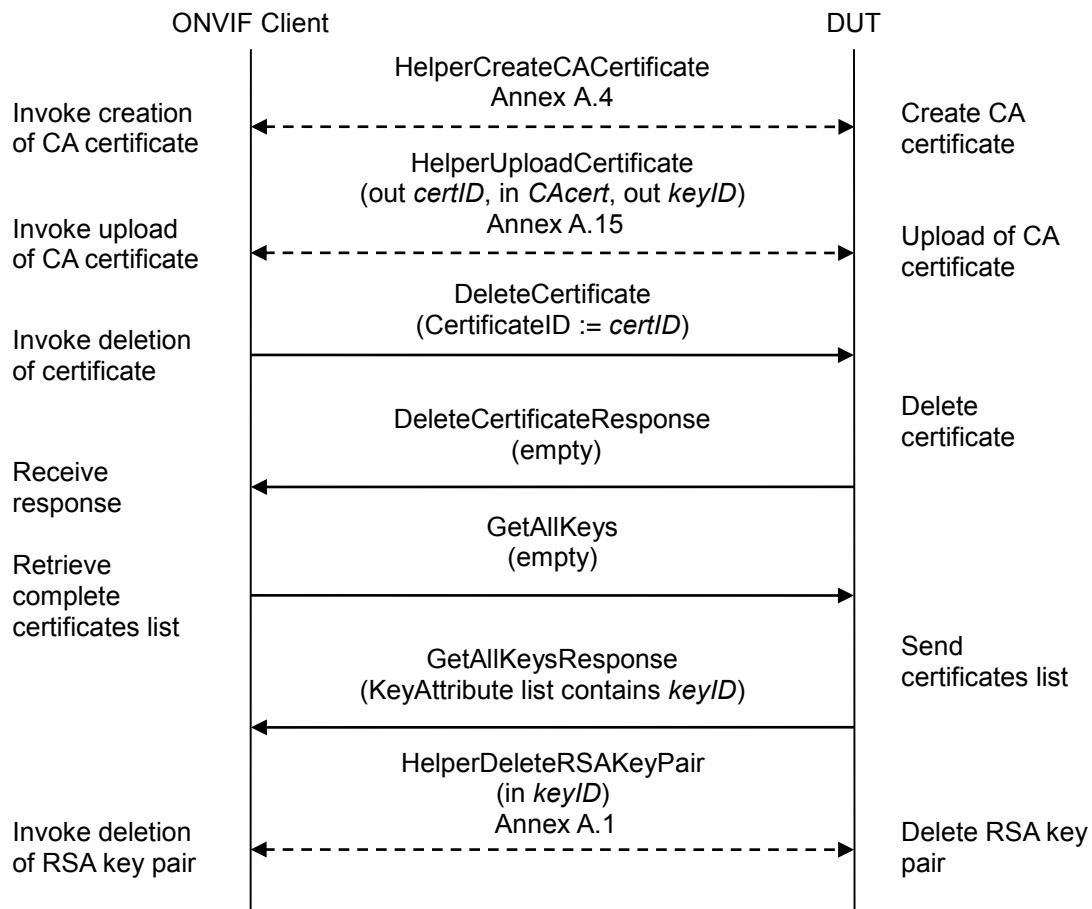 ONVIF Client
DUT
HelperCreateCACertificate
Annex A.4
Invoke creation
of CA certificate
Create CA
certificate
HelperUploadCertificate
(out certID, in CAcert, out keyID)
Annex A.15
Invoke upload
of CA certificate
Upload of CA
certificate
DeleteCertificate
(CertificateID := certID)
Invoke deletion
of certificate
Delete
certificate
DeleteCertificateResponse
(empty)
Receive
response
GetAllKeys
(empty)
Retrieve
complete
certificates list
Send
certificates list
GetAllKeysResponse
(KeyAttribute list contains keyID)
HelperDeleteRSAKeyPair
(in keyID)
Annex A.1
Invoke deletion
of RSA key pair
Delete RSA key
pair